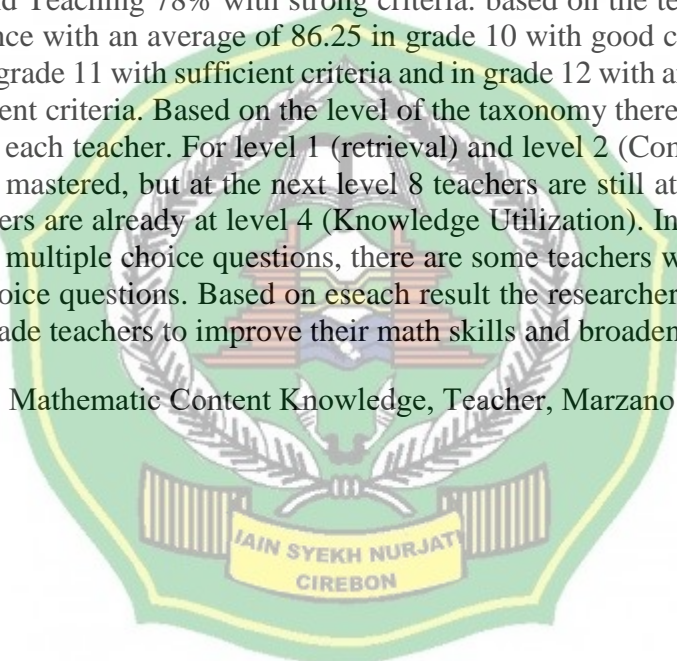 nd Teaching 78% with strong criteria. based on the te
nce with an average of 86.25 in grade 10 with good c
grade 11 with sufficient criteria and in grade 12 with a
ent criteria. Based on the level of the taxonomy there
each teacher. For level 1 (retrieval) and level 2 (Con
mastered, but at the next level 8 teachers are still at
ers are already at level 4 (Knowledge Utilization). In
multiple choice questions, there are some teachers w
oice questions. Based on eseach result the researcher
ade teachers to improve their math skills and broaden
Mathematic Content Knowledge, Teacher, Marzano
IAIN SYEKH NURJATI
CIREBON